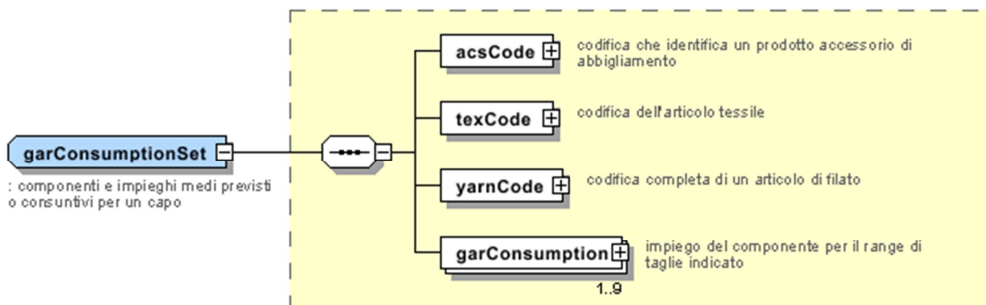 acsCode
codifica che identifica un prodotto accessorio di
abbigliamento
texCode
codifica dell'articolo tessile
garConsumptionSet
: componenti e impieghi medi previsti
o consuntivi per un capo
yarnCode
codifica completa di un articolo di filato
garConsumption
impiego del componente per il range di
taglie indicato
1..9